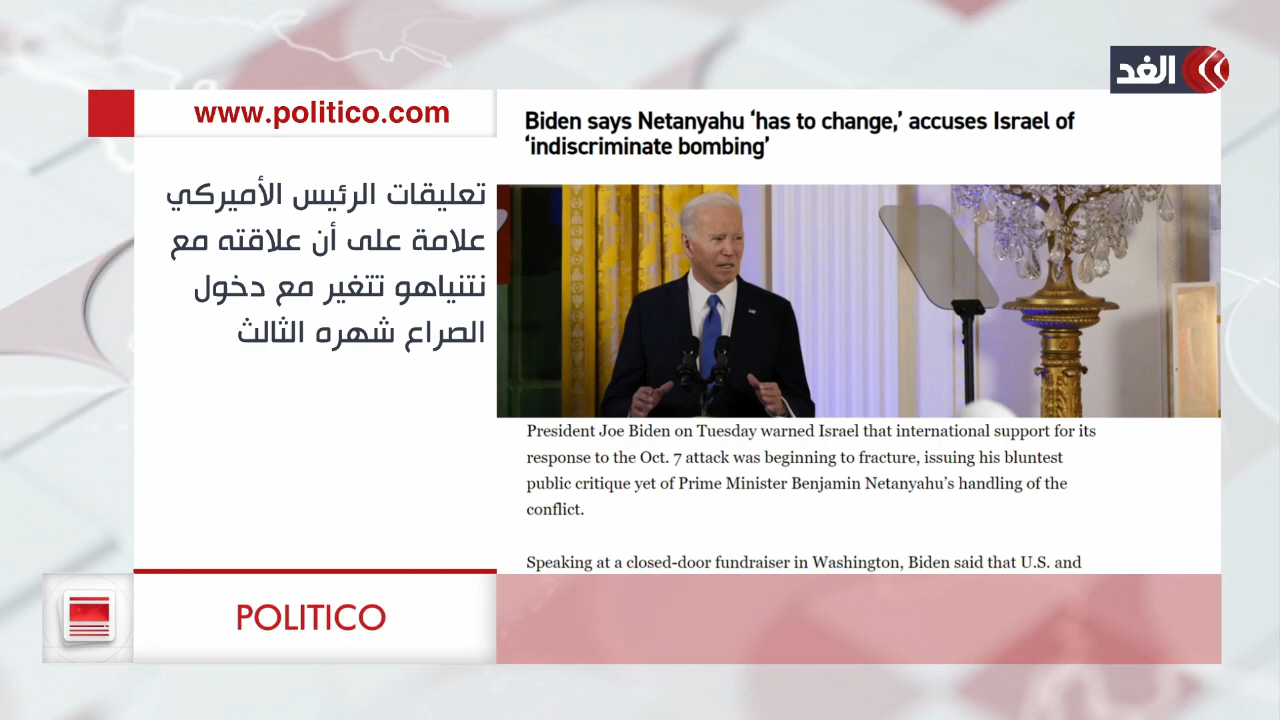 الغد
www.politico.com
تعليقات الرئيس الأميركي
علامة على أن علاقته مع
نتنياهو تتغير مع دخول
الصراع شهره الثالث
Biden says Netanyahu ‘has to change,’ accuses Israel of
‘indiscriminate bombing’
President Joe Biden on Tuesday warned Israel that international support for its
response to the Oct. 7 attack was beginning to fracture, issuing his bluntest
public critique yet of Prime Minister Benjamin Netanyahu’s handling of the
conflict.
Speaking at a closed-door fundraiser in Washington, Biden said that U.S. and
POLITICO